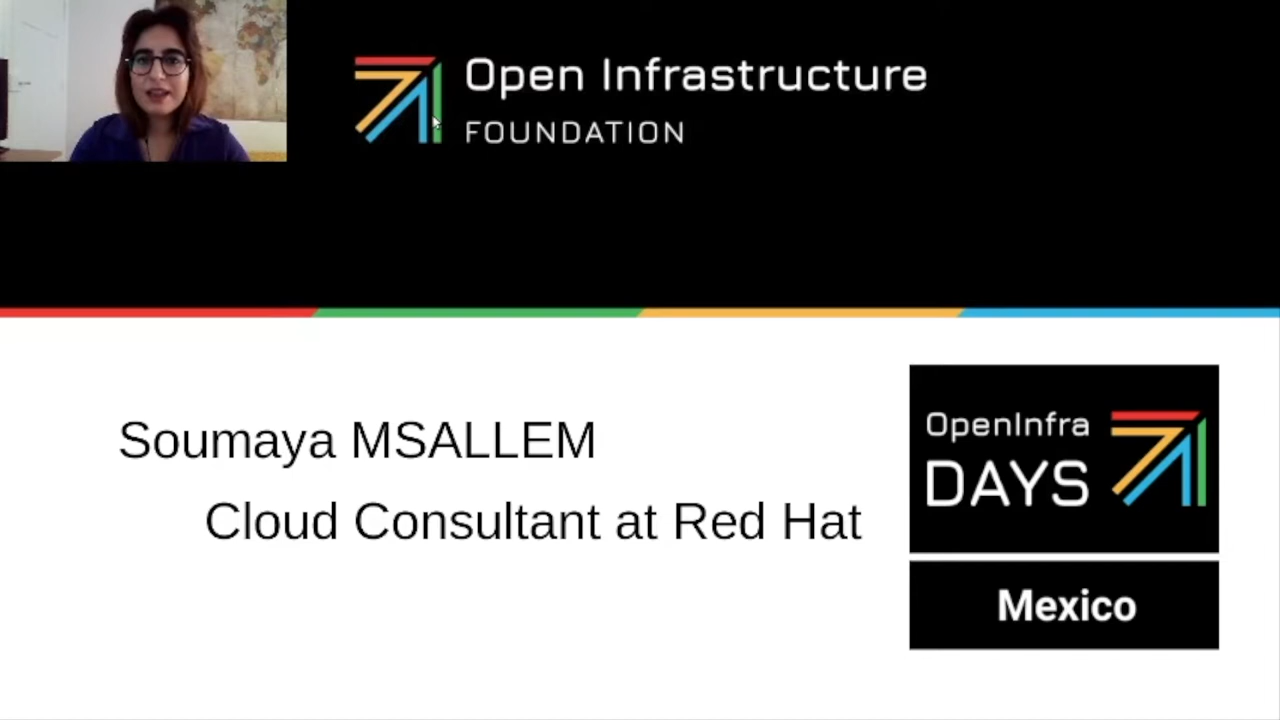 Open Infrastructure
FOUNDATION
Soumaya MSALLEM
Cloud Consultant at Red Hat
OpenInfra
DAYS
Mexico